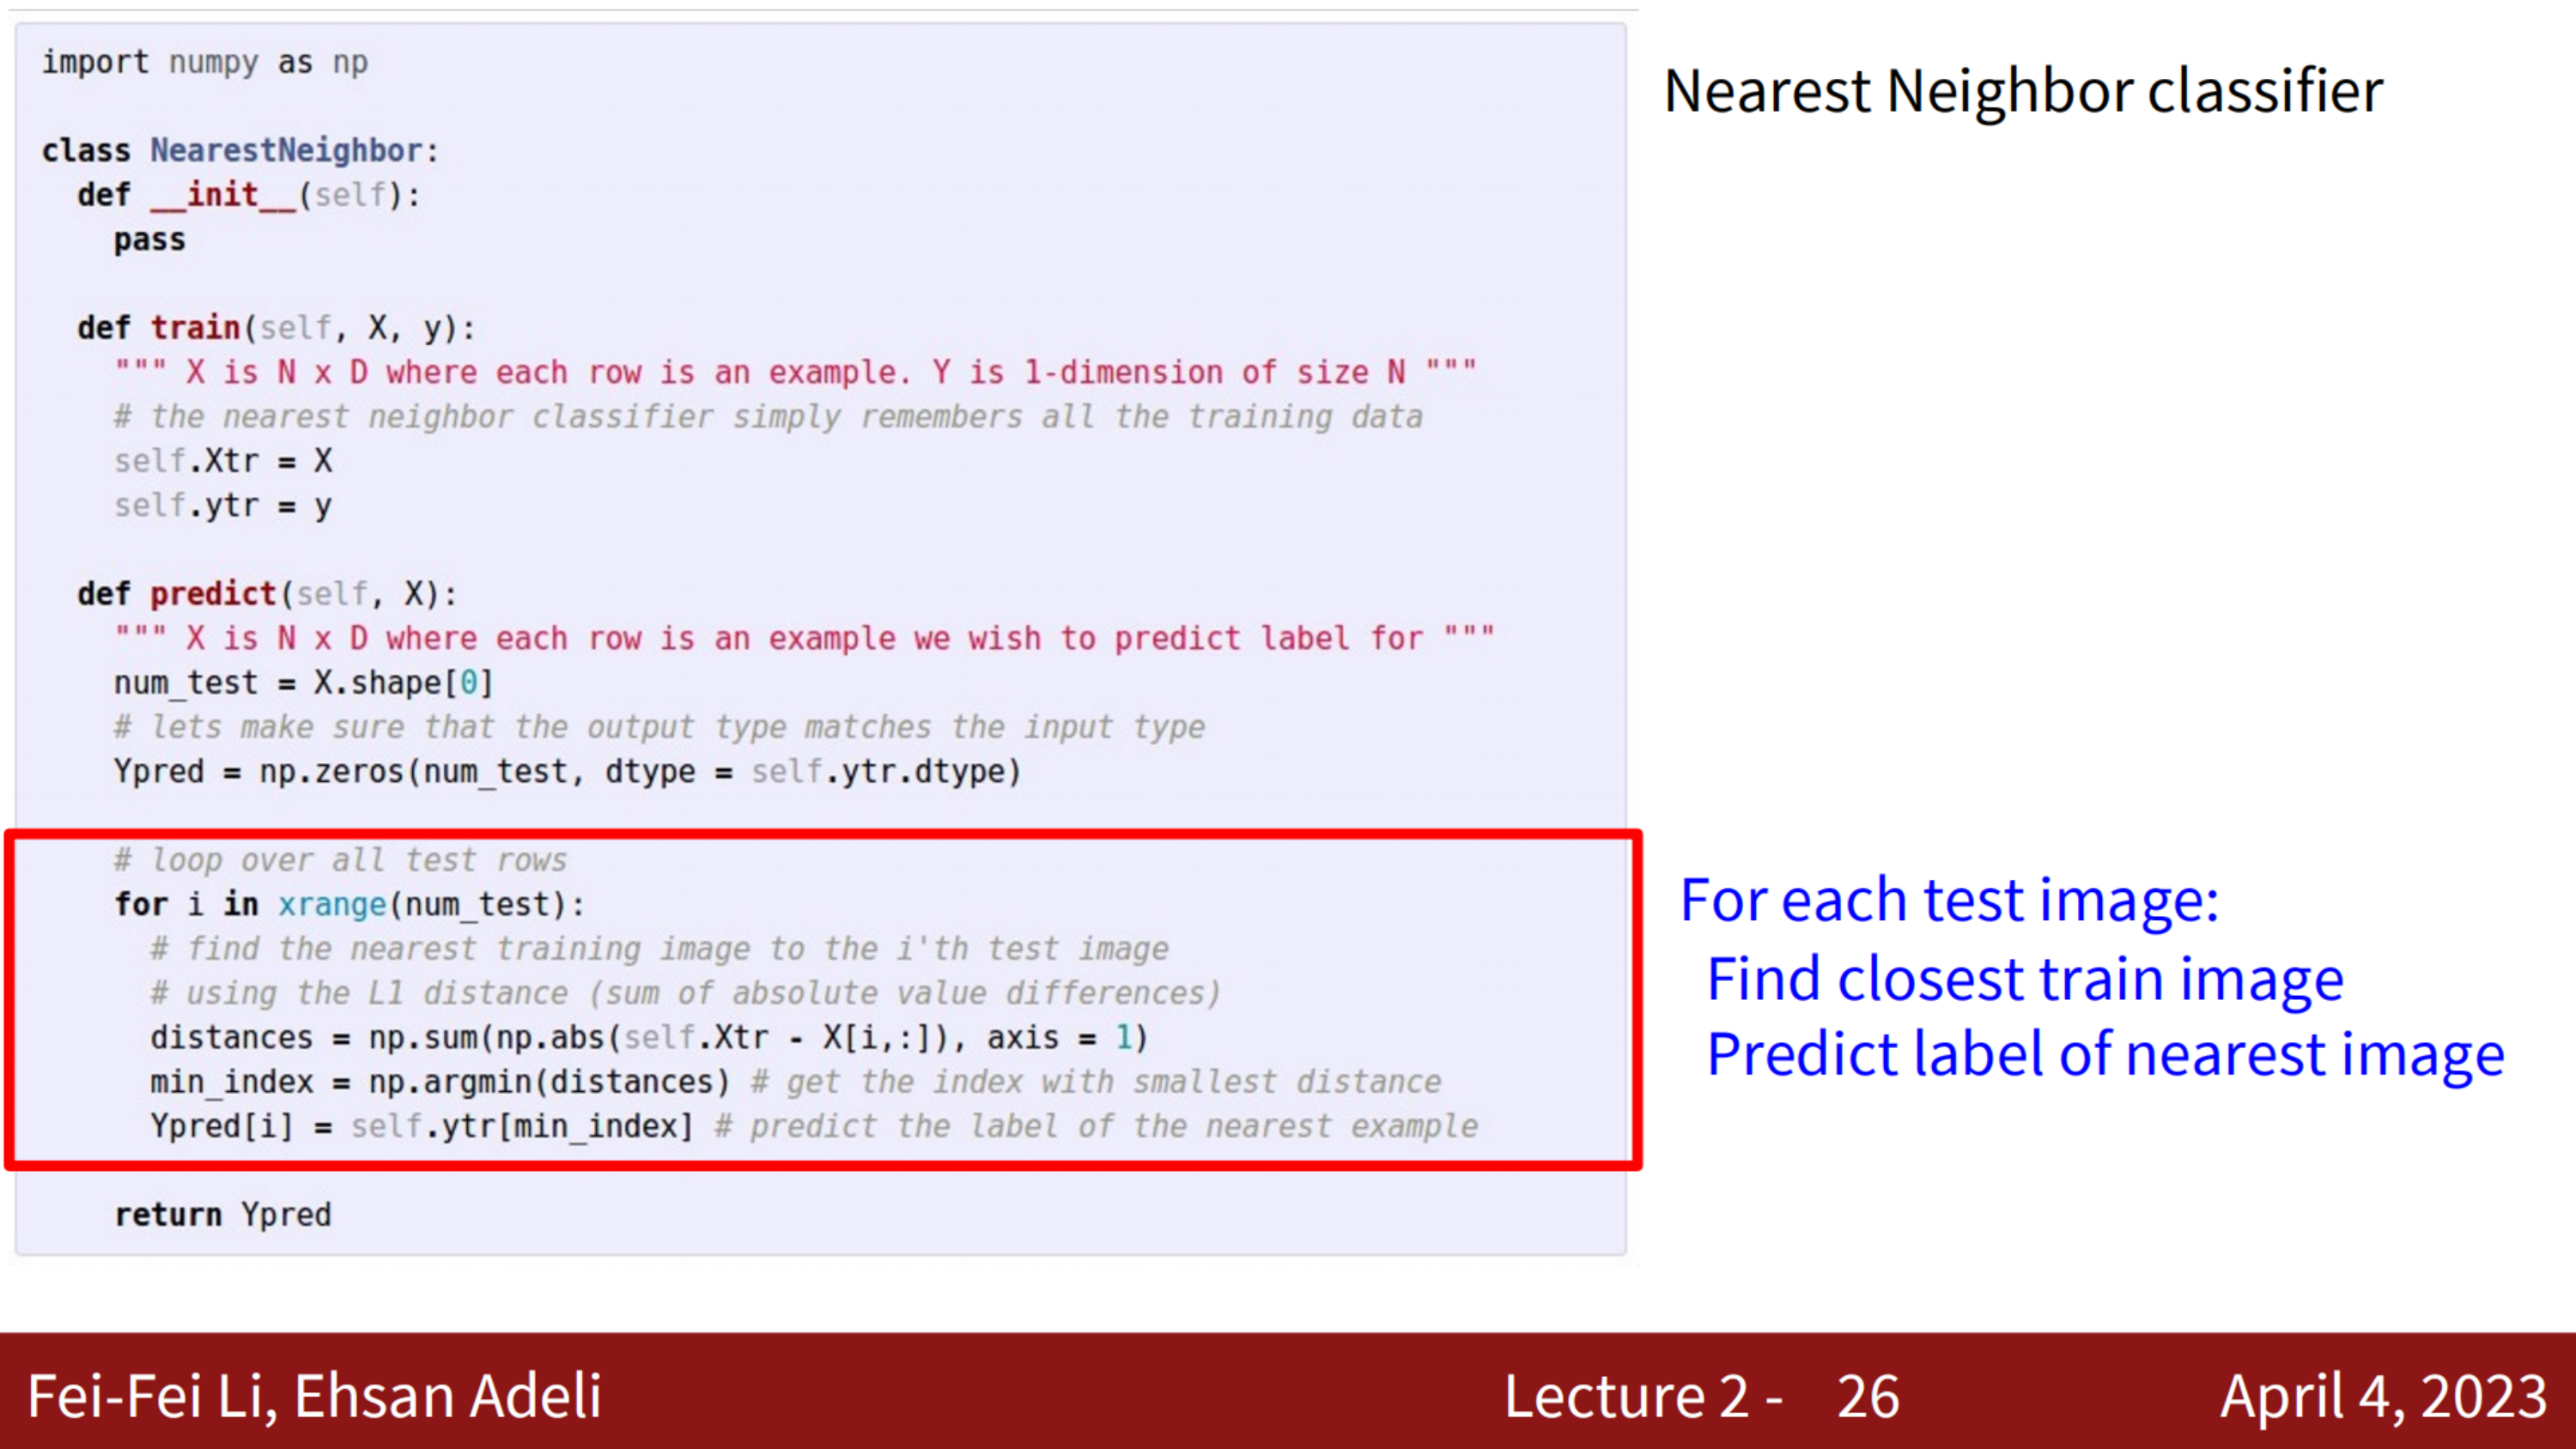 import numpy as np
class NearestNeighbor:
def __init__(self):
pass
def train(self, X, y):
""" X is N x D where each row is an example. Y is 1-dimension of size N """
# the nearest neighbor classifier simply remembers all the training data
self.Xtr = X
self.ytr = y
def predict(self, X):
""" X is N x D where each row is an example we wish to predict label for """
num_test = X.shape[0]
# lets make sure that the output type matches the input type
Ypred = np.zeros(num_test, dtype = self.ytr.dtype)
# loop over all test rows
for i in xrange(num_test):
# find the nearest training image to the i'th test image
# using the L1 distance (sum of absolute value differences)
distances = np.sum(np.abs(self.Xtr - X[i,:]), axis = 1)
min_index = np.argmin(distances) # get the index with smallest distance
Ypred[i] = self.ytr[min_index] # predict the label of the nearest example
return Ypred
Nearest Neighbor classifier
For each test image:
Find closest train image
Predict label of nearest image
Fei-Fei Li, Ehsan Adeli
Lecture 2 - 26
April 4, 2023